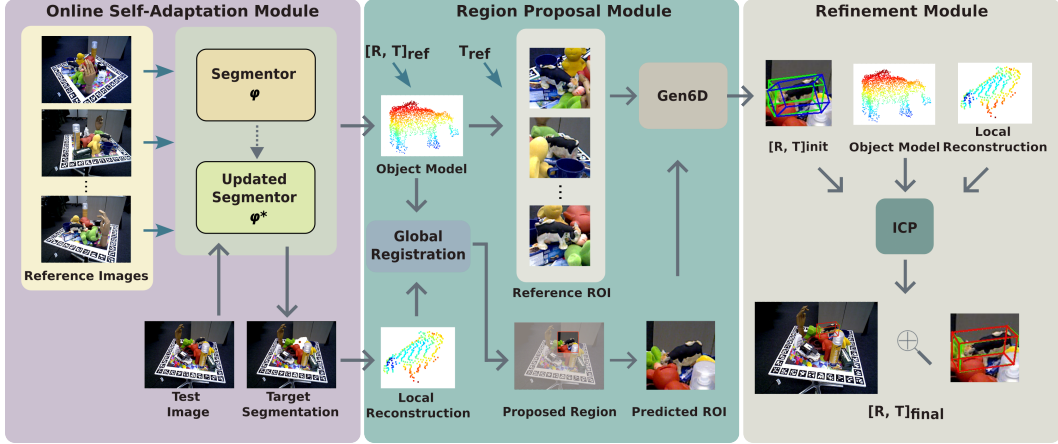 Online Self-Adaptation Module
Region Proposal Module
Refinement Module
Reference Images
Segmentor
φ
Updated
Segmentor
φ*
Test
Image
Target
Segmentation
[R, T]ref
Tref
Object Model
Global
Registration
Local
Reconstruction
Reference ROI
Proposed Region
Gen6D
Predicted ROI
[R, T]init
Object Model
Local
Reconstruction
ICP
[R, T]final